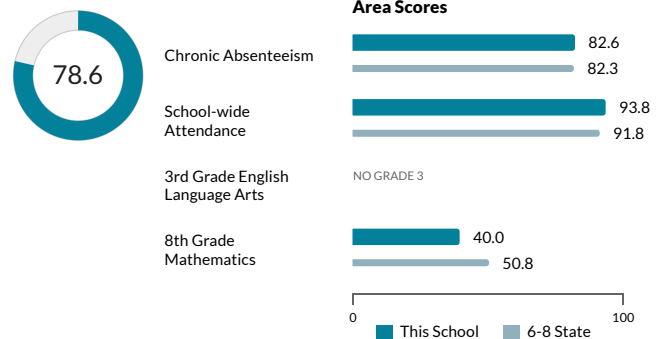 Area Scores
78.6
Chronic Absenteeism
82.6
82.3
School-wide
Attendance
93.8
91.8
3rd Grade English
Language Arts
NO GRADE 3
8th Grade
Mathematics
40.0
50.8
0
100
This School
6-8 State